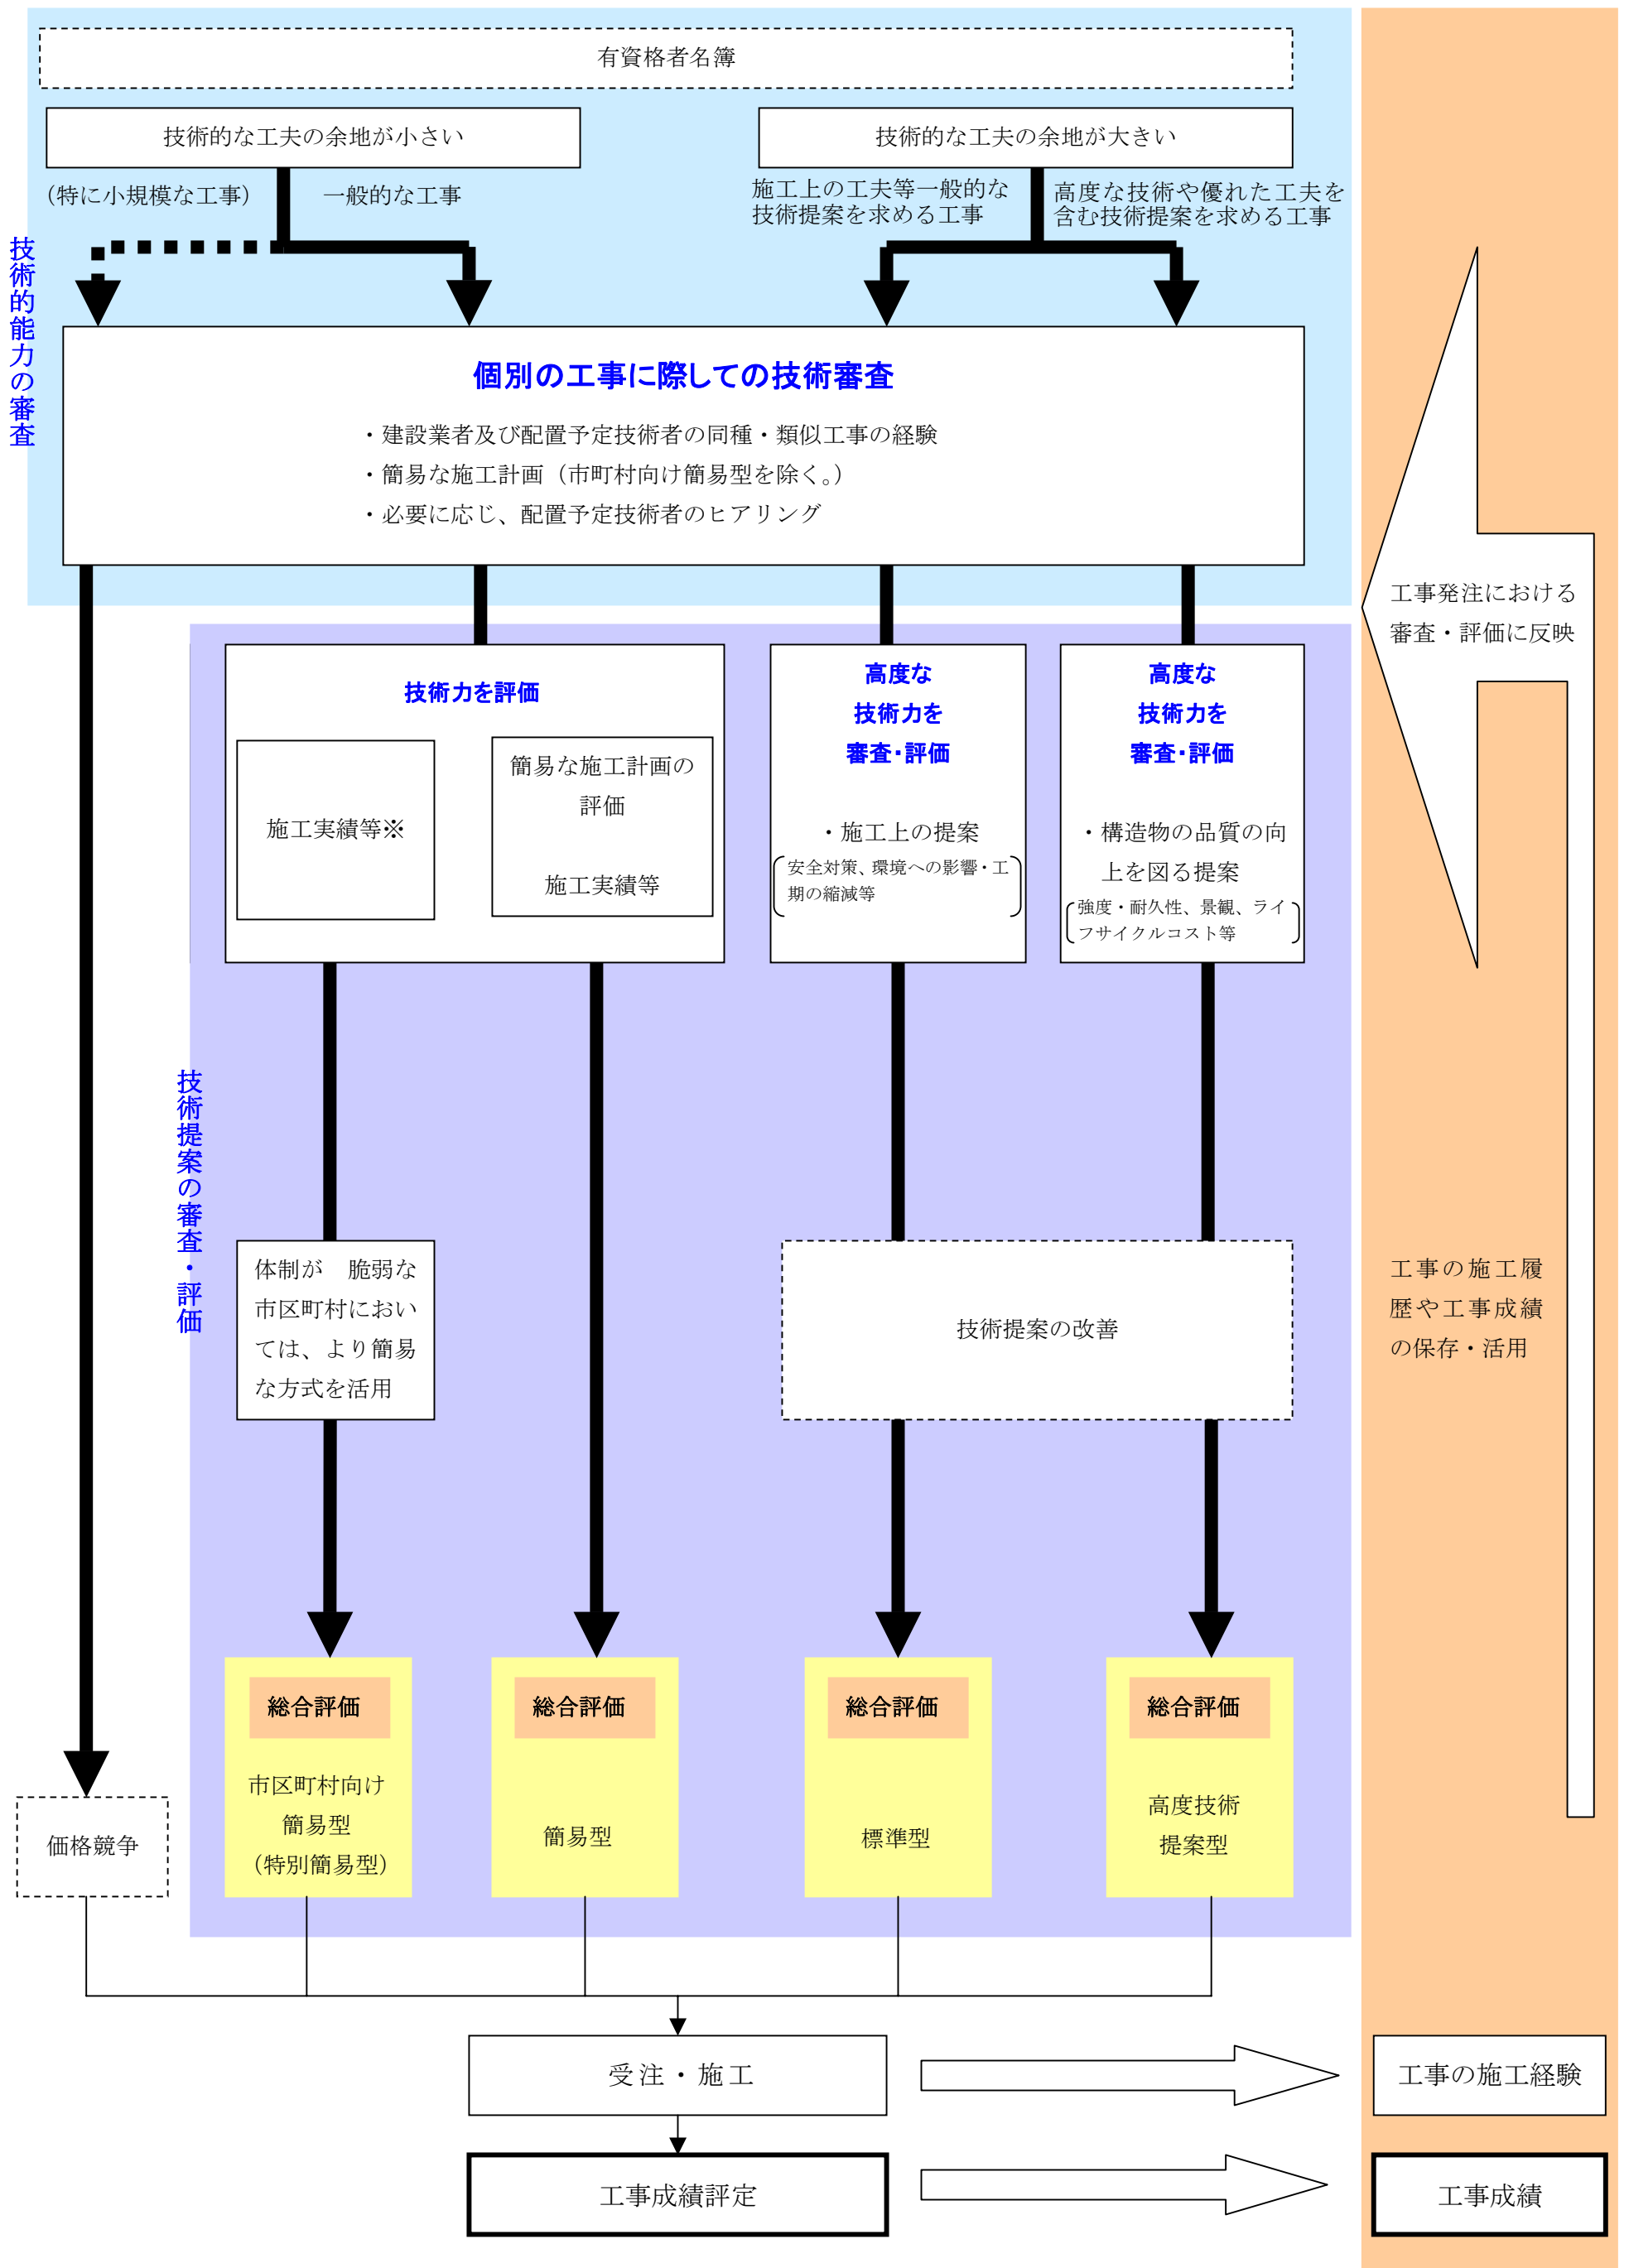 有資格者名簿
技術的な工夫の余地が小さい
技術的な工夫の余地が大きい
（特に小規模な工事）
一般的な工事
施工上の工夫等一般的な
技術提案を求める工事
高度な技術や優れた工夫を
含む技術提案を求める工事
技術的能力の審査
個別の工事に際しての技術審査
・建設業者及び配置予定技術者の同種・類似工事の経験
・簡易な施工計画（市町村向け簡易型を除く。）
・必要に応じ、配置予定技術者のヒアリング
工事発注における
審査・評価に反映
技術力を評価
施工実績等※
簡易な施工計画の
評価
施工実績等
高度な
技術力を
審査・評価
・施工上の提案
安全対策、環境への影響・工
期の縮減等
高度な
技術力を
審査・評価
・構造物の品質の向
上を図る提案
強度・耐久性、景観、ライ
フサイクルコスト等
技術提案の審査・評価
体制が　脆弱な
市区町村におい
ては、より簡易
な方式を活用
技術提案の改善
工事の施工履
歴や工事成績
の保存・活用
価格競争
総合評価
市区町村向け
簡易型
（特別簡易型）
総合評価
簡易型
総合評価
標準型
総合評価
高度技術
提案型
受注・施工
工事の施工経験
工事成績評定
工事成績